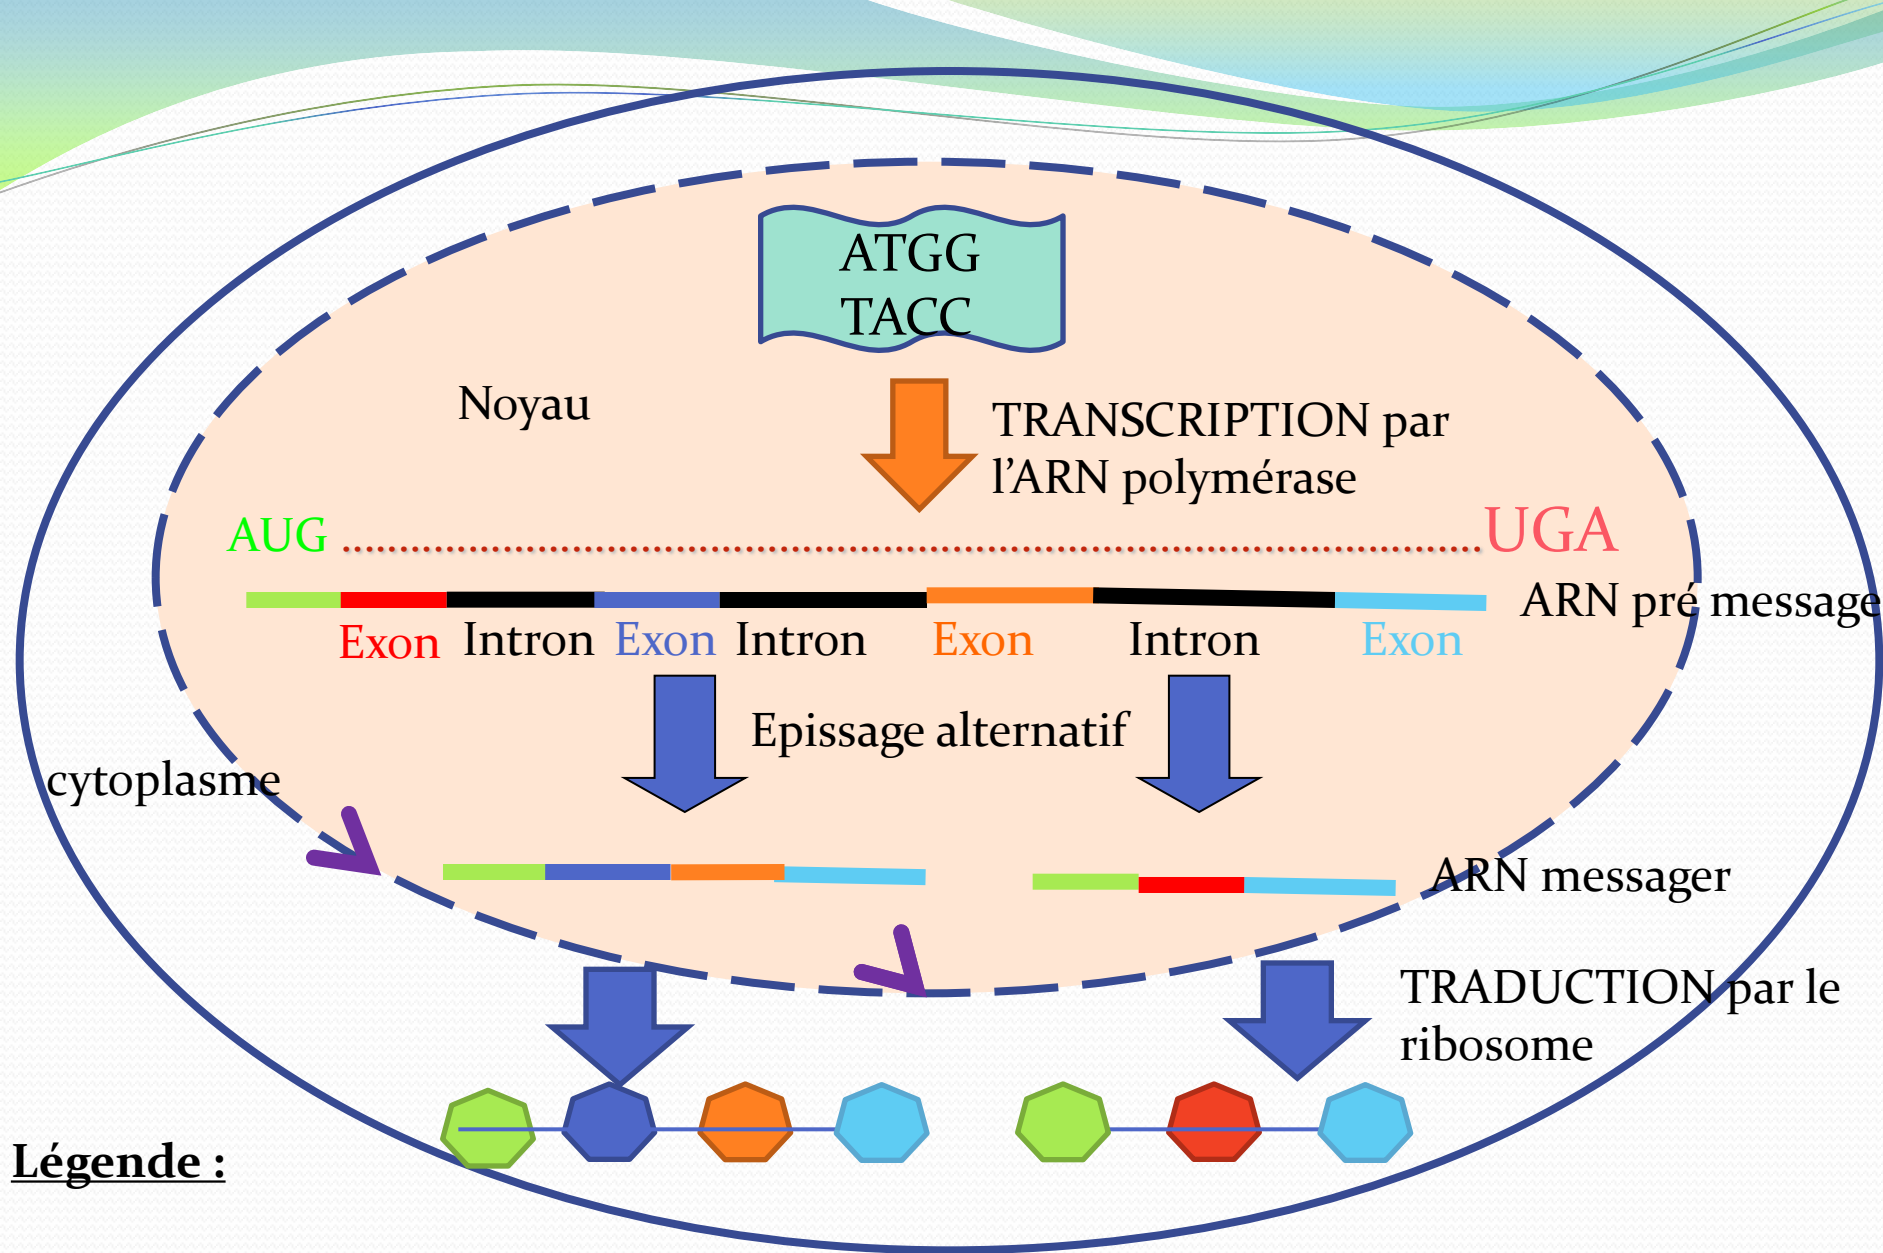 ATGG
TACC
Noyau
TRANSCRIPTION par
l’ARN polymérase
AUG
UGA
ARN pré message
Exon Intron Exon Intron Exon Intron Exon
Epissage alternatif
cytoplasme
ARN messager
TRADUCTION par le
ribosome
Légende :